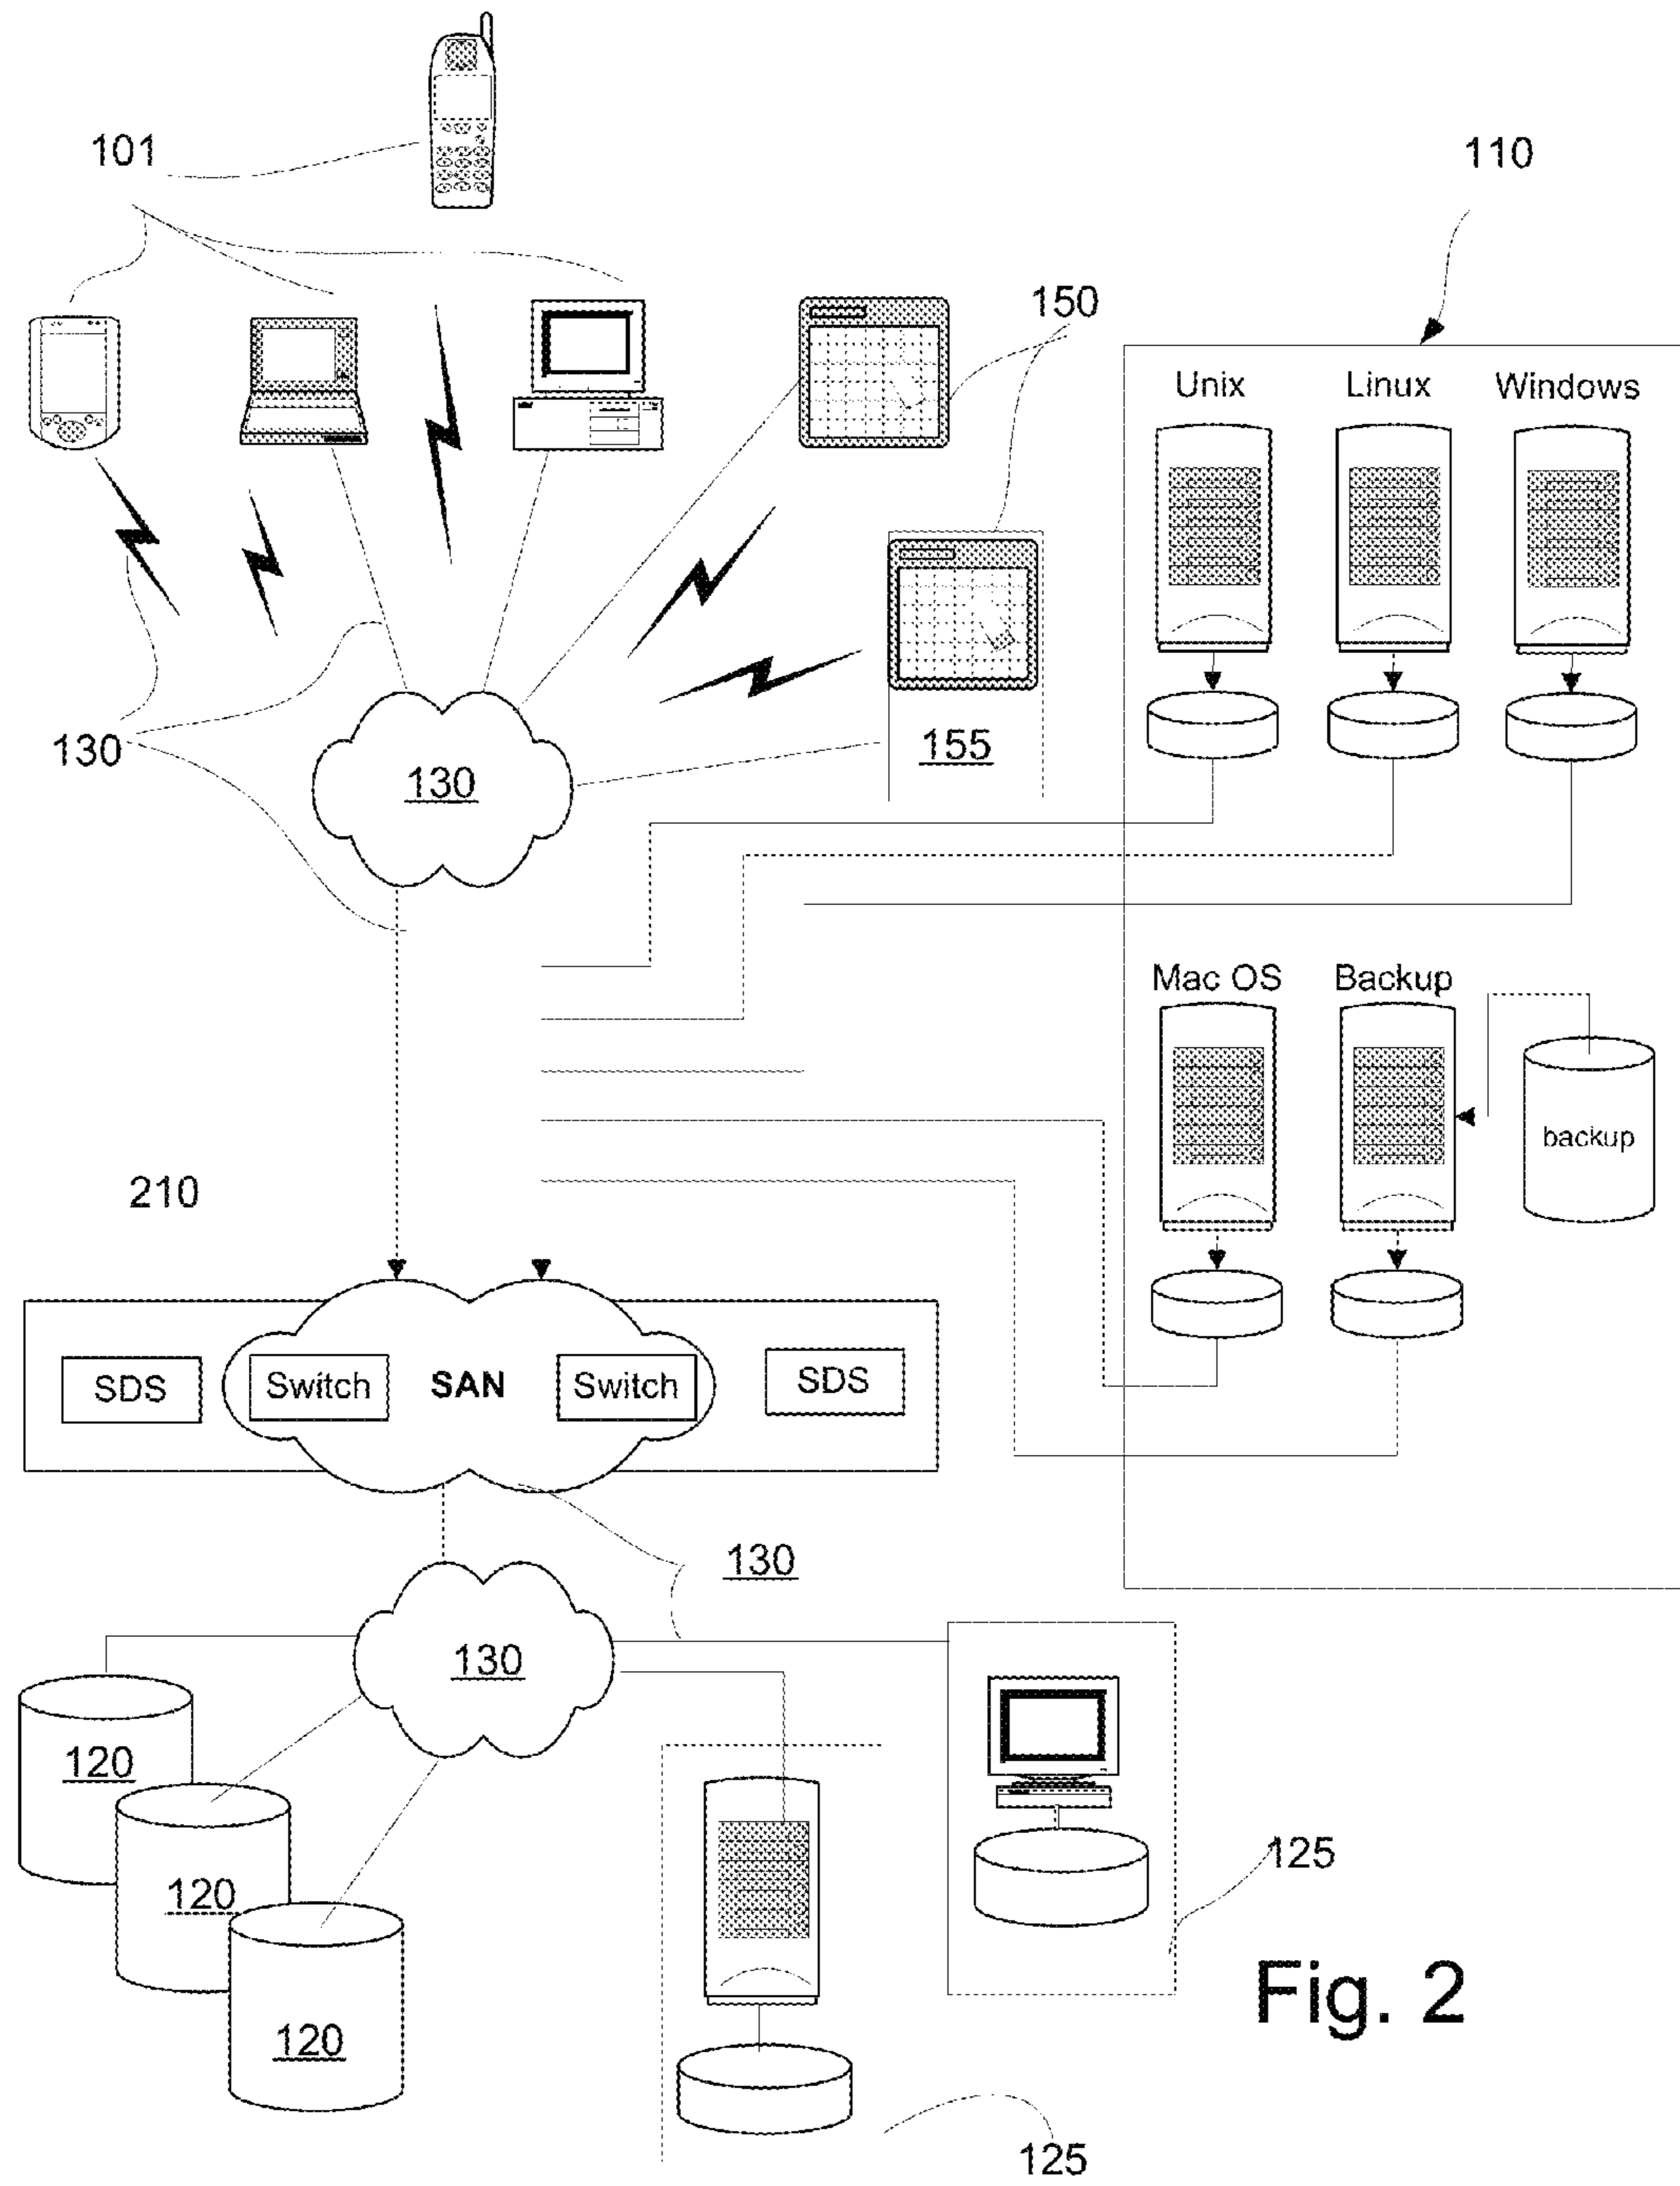 101
110
150
Unix Linux Windows
130
130
155
Mac OS Backup
backup
210
SDS Switch SAN Switch SDS
130
130
120
120
120
125
125
Fig. 2